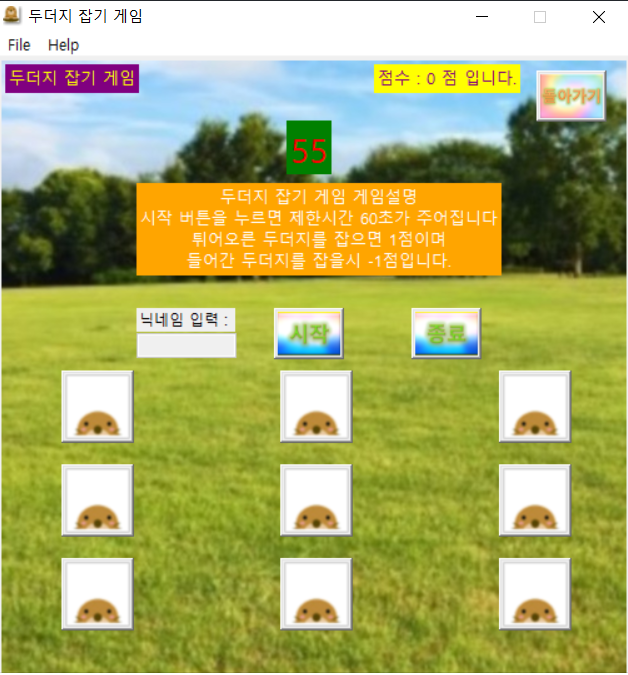 두더지 잡기 게임
File Help
두더지 잡기 게임
점수 : 0 점 입니다.
돌아가기
55
두더지 잡기 게임 게임설명
시작 버튼을 누르면 제한시간 60초가 주어집니다
튀어오른 두더지를 잡으면 1점이며
들어간 두더지를 잡을시 -1점입니다.
닉네임 입력 :
시작
종료